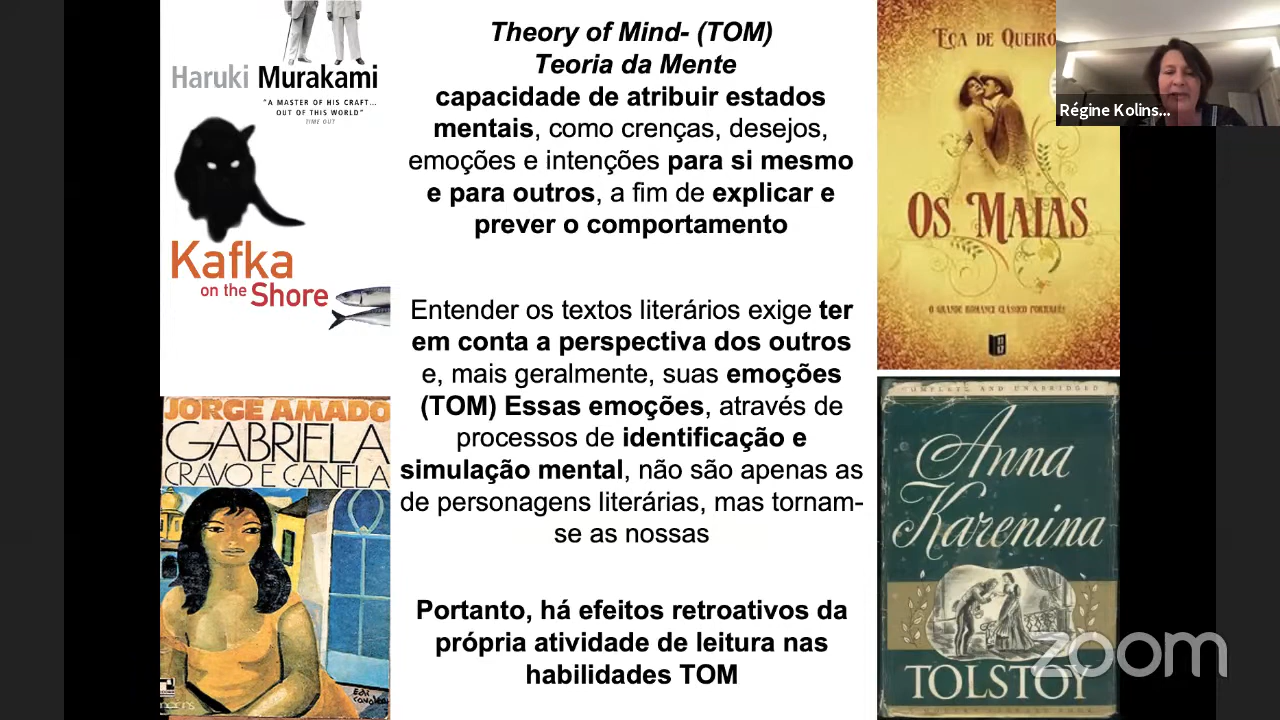 Haruki Murakami
"A MASTER OF HIS CRAFT...
OUT OF THIS WORLD"
TIME OUT
Kafka
on the Shore
JORGE AMADO
GABRIELA
CRAVO E CANELA
Theory of Mind- (TOM)
Teoria da Mente
capacidade de atribuir estados
mentais, como crenças, desejos,
emoções e intenções para si mesmo
e para outros, a fim de explicar e
prever o comportamento
Entender os textos literários exige ter
em conta a perspectiva dos outros
e, mais geralmente, suas emoções
(TOM) Essas emoções, através de
processos de identificação e
simulação mental, não são apenas as
de personagens literárias, mas tornam-
se as nossas
Portanto, há efeitos retroativos da
própria atividade de leitura nas
habilidades TOM
EÇA DE QUEIRÓ
OS MAIAS
O GRANDE ROMANCE CLÁSSICO PORTUGUÊS
Régine Kolins...
COMPLETE AND UNABRIDGED
Anna
Karenina
TOLSTOY
zoom